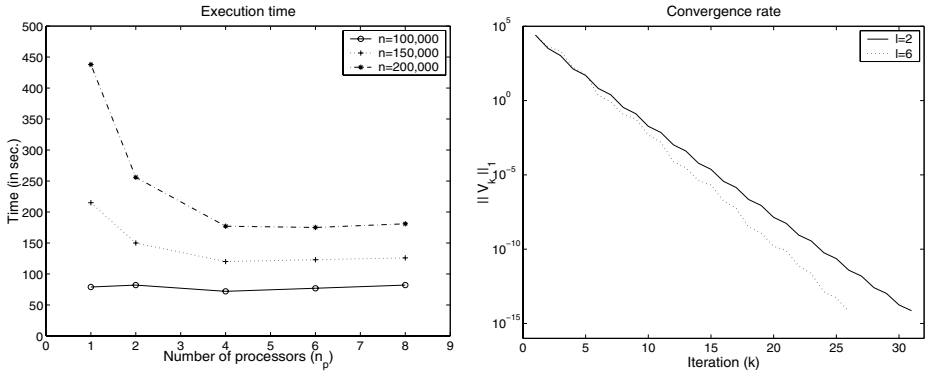 Execution time
500
450
400
350
300
250
200
150
100
50
0
Time (in sec.)
n=100,000
n=150,000
n=200,000
0 1 2 3 4 5 6 7 8 9
Number of processors (n_p)
Convergence rate
10^5
10^0
10^-5
10^-10
10^-15
|| V_k ||_1
l=2
l=6
0 5 10 15 20 25 30
Iteration (k)